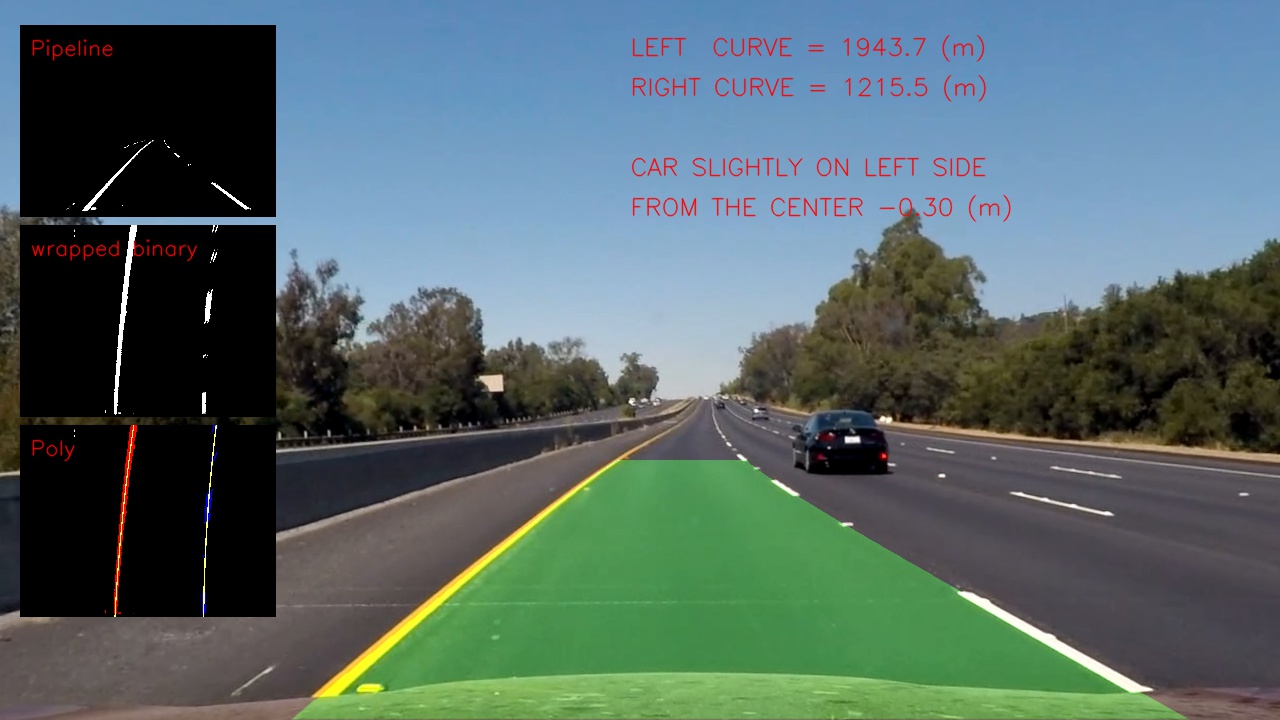 Pipeline
LEFT CURVE = 1943.7 (m)
RIGHT CURVE = 1215.5 (m)
CAR SLIGHTLY ON LEFT SIDE
FROM THE CENTER -0.30 (m)
wrapped binary
Poly